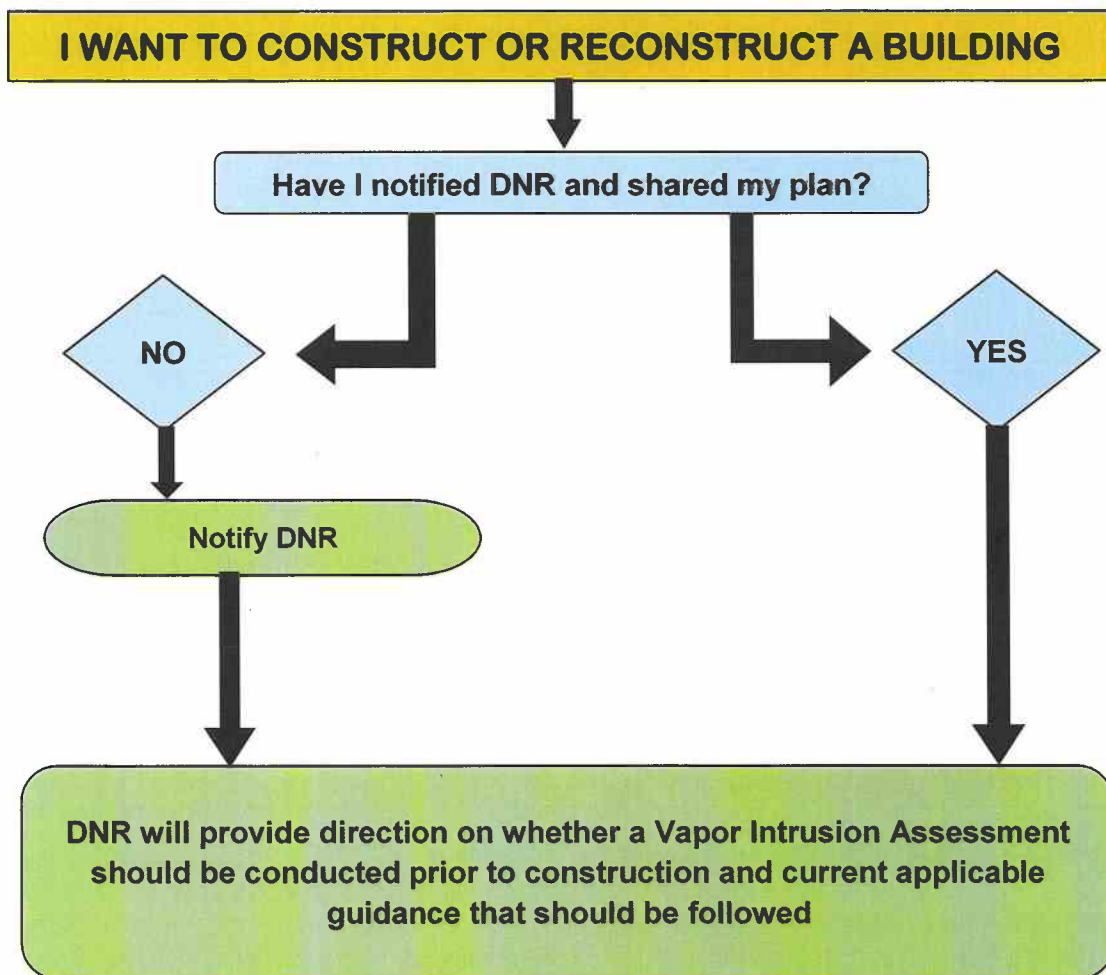 I WANT TO CONSTRUCT OR RECONSTRUCT A BUILDING
Have I notified DNR and shared my plan?
NO
YES
Notify DNR
DNR will provide direction on whether a Vapor Intrusion Assessment
should be conducted prior to construction and current applicable
guidance that should be followed